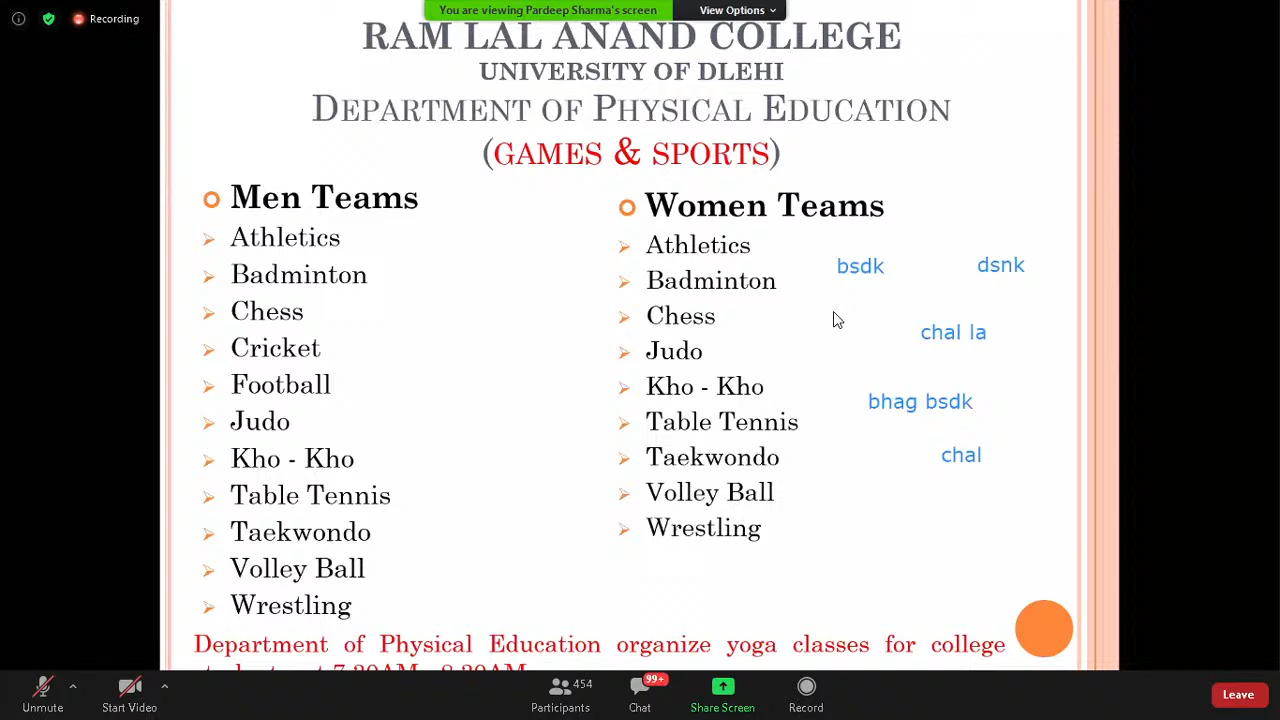 Recording
You are viewing Pardeep Sharma's screen
View Options
RAM LAL ANAND COLLEGE
UNIVERSITY OF DLEHI
DEPARTMENT OF PHYSICAL EDUCATION
(GAMES & SPORTS)
Men Teams
Athletics
Badminton
Chess
Cricket
Football
Judo
Kho - Kho
Table Tennis
Taekwondo
Volley Ball
Wrestling
Women Teams
Athletics
Badminton
Chess
Judo
Kho - Kho
Table Tennis
Taekwondo
Volley Ball
Wrestling
bsdk
dsnk
chal la
bhag bsdk
chal
Department of Physical Education organize yoga classes for college
Unmute
Start Video
454
Participants
99+
Chat
Share Screen
Record
Leave